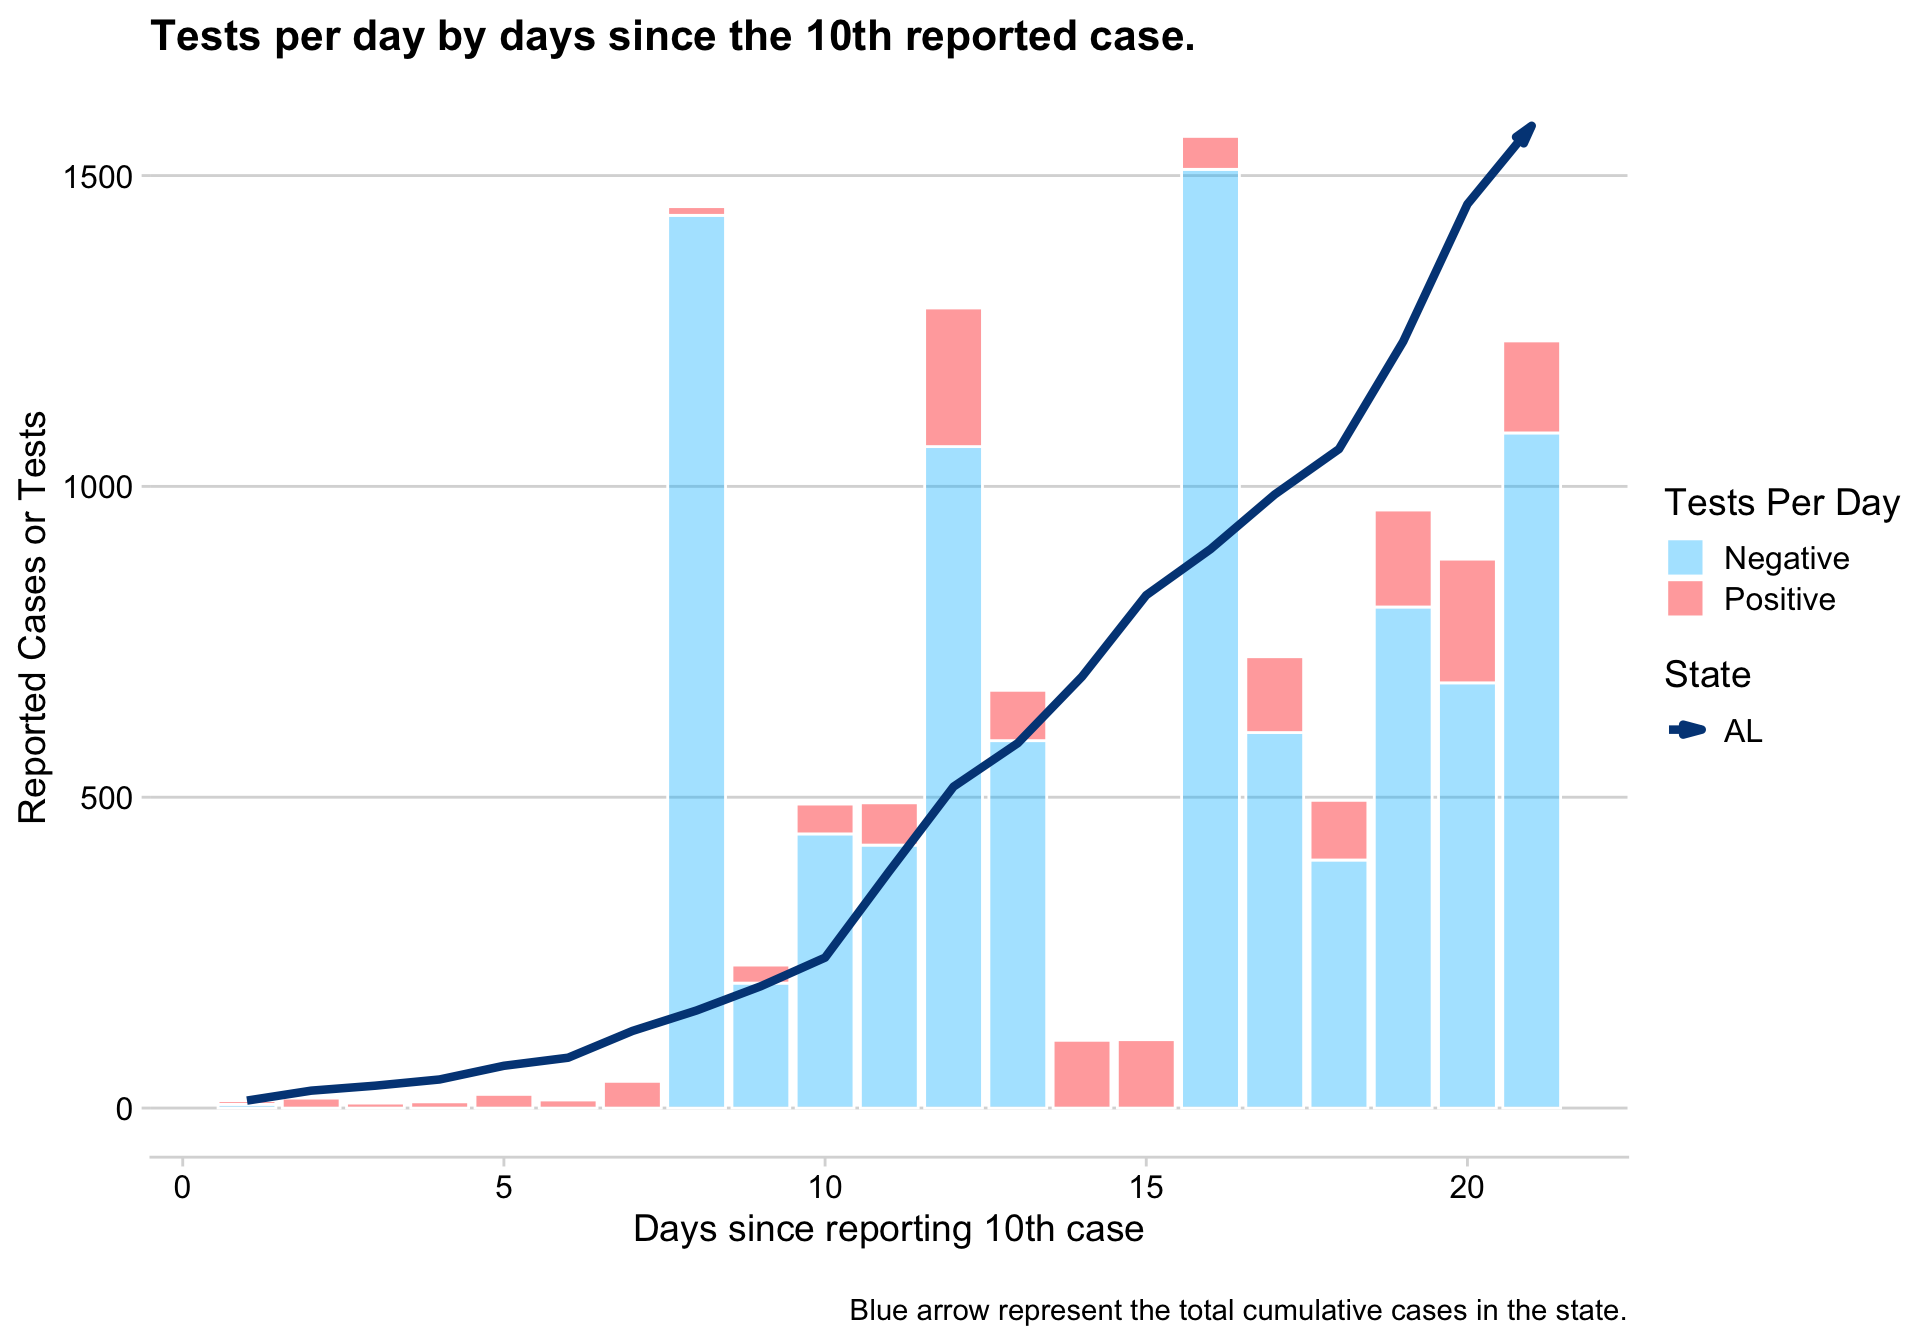 Tests per day by days since the 10th reported case.
Reported Cases or Tests
1500
1000
500
0
0 5 10 15 20
Days since reporting 10th case
Tests Per Day
Negative
Positive
State
AL
Blue arrow represent the total cumulative cases in the state.